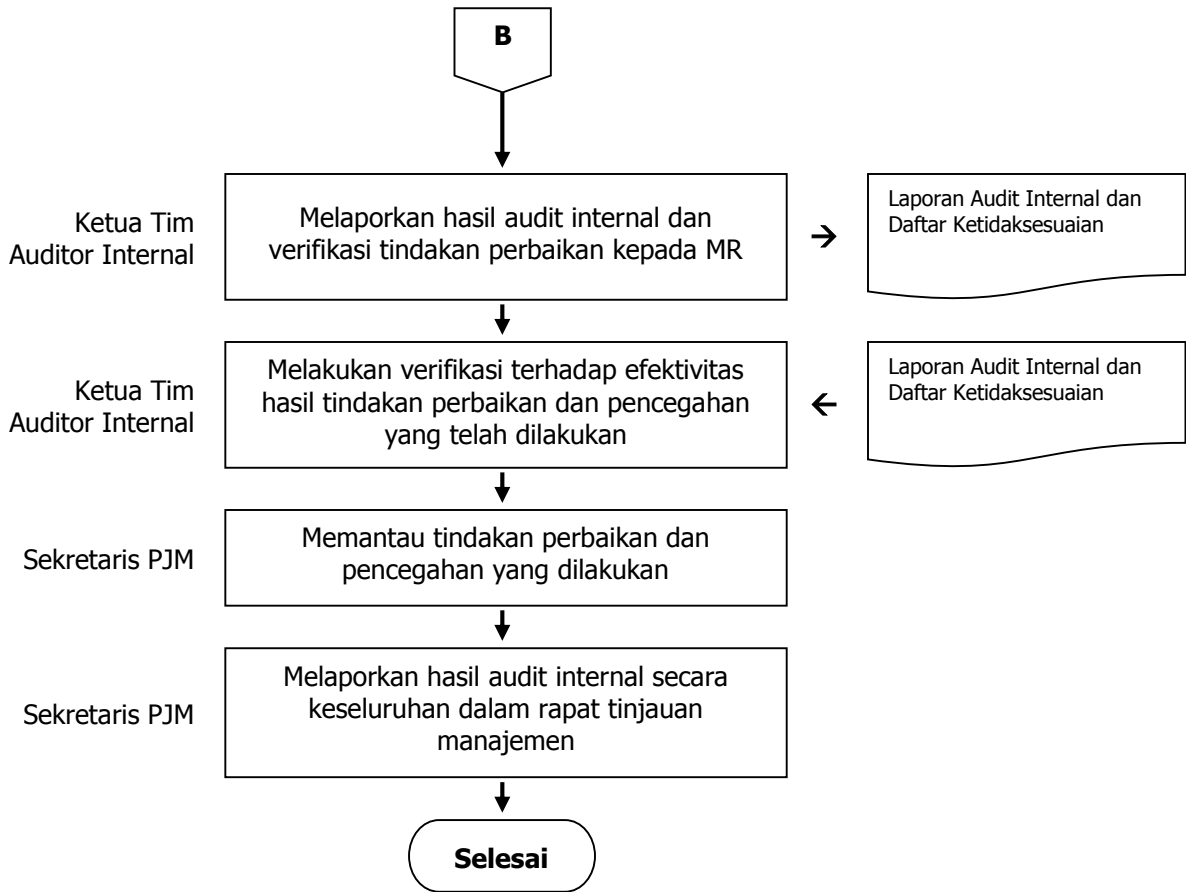 B
Ketua Tim
Auditor Internal
Melaporkan hasil audit internal dan
verifikasi tindakan perbaikan kepada MR
Laporan Audit Internal dan
Daftar Ketidaksesuaian
Ketua Tim
Auditor Internal
Melakukan verifikasi terhadap efektivitas
hasil tindakan perbaikan dan pencegahan
yang telah dilakukan
Laporan Audit Internal dan
Daftar Ketidaksesuaian
Sekretaris PJM
Memantau tindakan perbaikan dan
pencegahan yang dilakukan
Sekretaris PJM
Melaporkan hasil audit internal secara
keseluruhan dalam rapat tinjauan
manajemen
Selesai